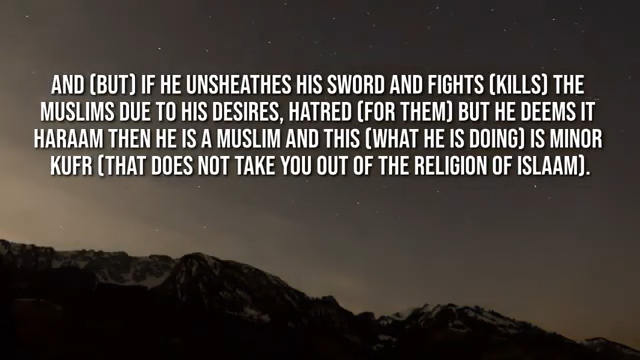 AND (BUT) IF HE UNSHEATHES HIS SWORD AND FIGHTS (KILLS) THE
MUSLIMS DUE TO HIS DESIRES, HATRED (FOR THEM) BUT HE DEEMS IT
HARAAM THEN HE IS A MUSLIM AND THIS (WHAT HE IS DOING) IS MINOR
KUFR (THAT DOES NOT TAKE YOU OUT OF THE RELIGION OF ISLAAM).